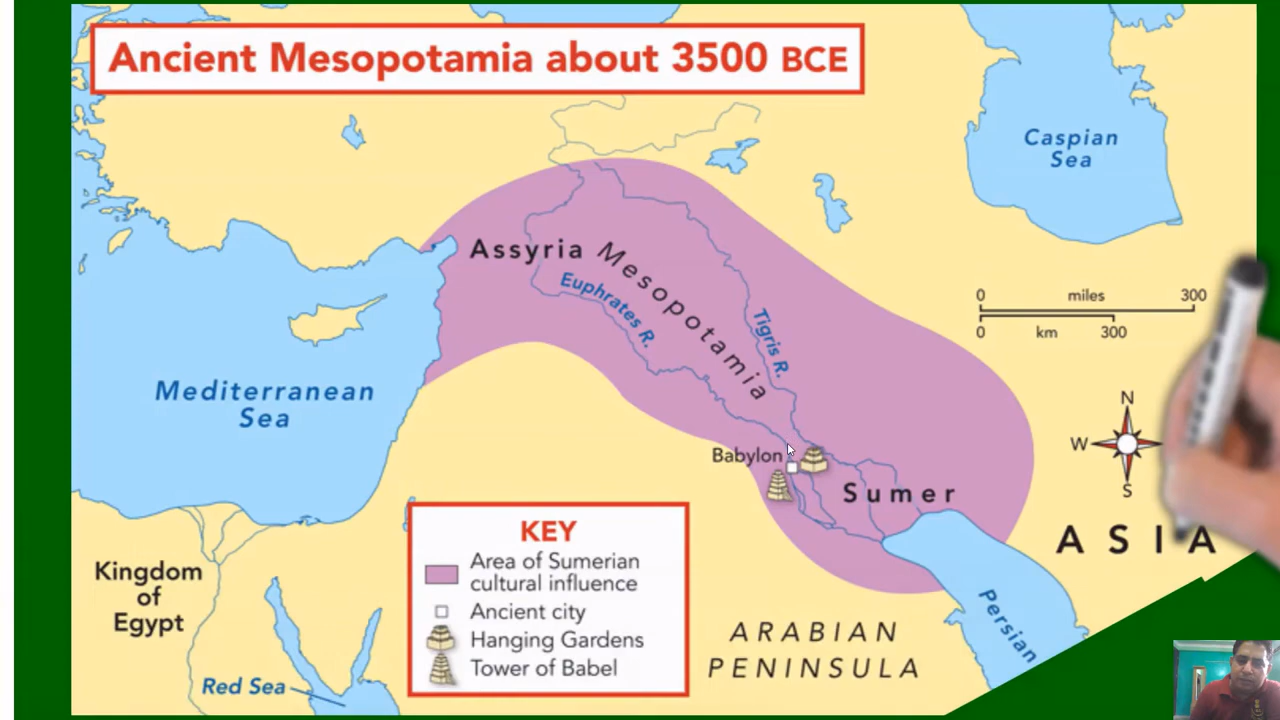 Ancient Mesopotamia about 3500 BCE
Caspian
Sea
Assyria
Mesopotamia
Euphrates R.
Tigris R.
0 miles 300
0 km 300
Mediterranean
Sea
N
W
S
Babylon
Sumer
ASIA
KEY
Area of Sumerian
cultural influence
Ancient city
Hanging Gardens
Tower of Babel
Kingdom
of
Egypt
Red Sea
ARABIAN
PENINSULA
Persian